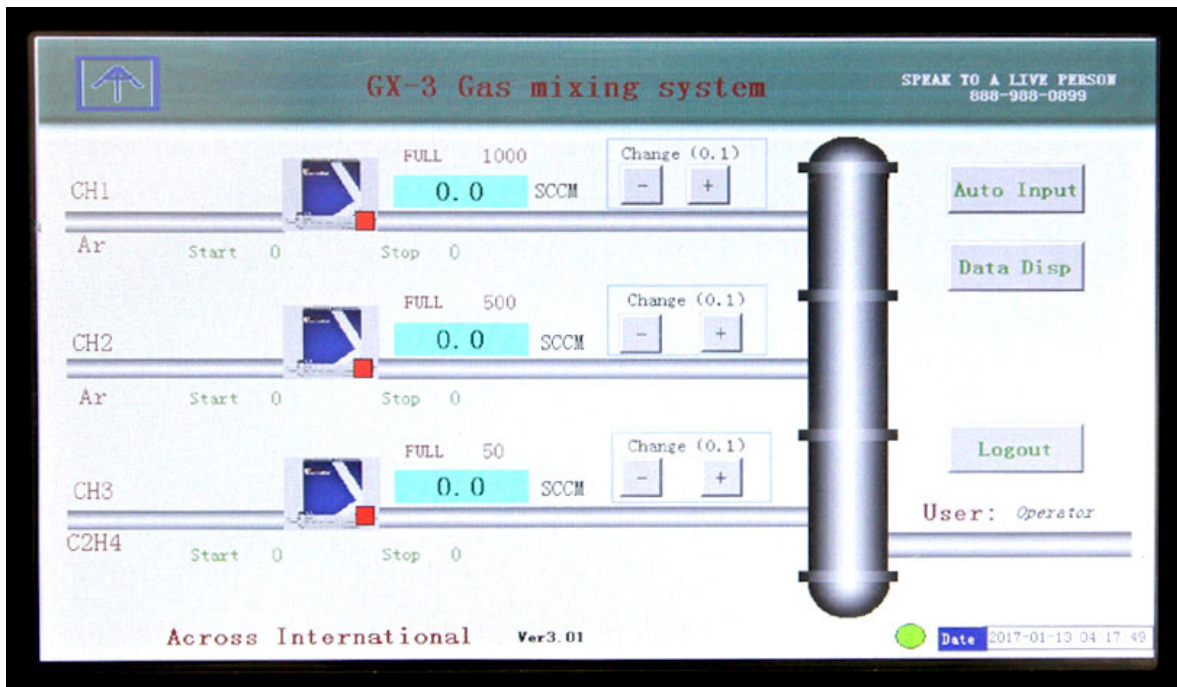 GX-3 Gas mixing system
SPEAK TO A LIVE PERSON
888-988-0899
FULL 1000
Change (0.1)
CH1
0.0 SCCM
- +
Auto Input
Ar
Start 0 Stop 0
Data Disp
FULL 500
Change (0.1)
CH2
0.0 SCCM
- +
Ar
Start 0 Stop 0
FULL 50
Change (0.1)
Logout
CH3
0.0 SCCM
- +
User: Operator
C2H4
Start 0 Stop 0
Across International Ver3.01
Date 2017-01-13 04:17:49